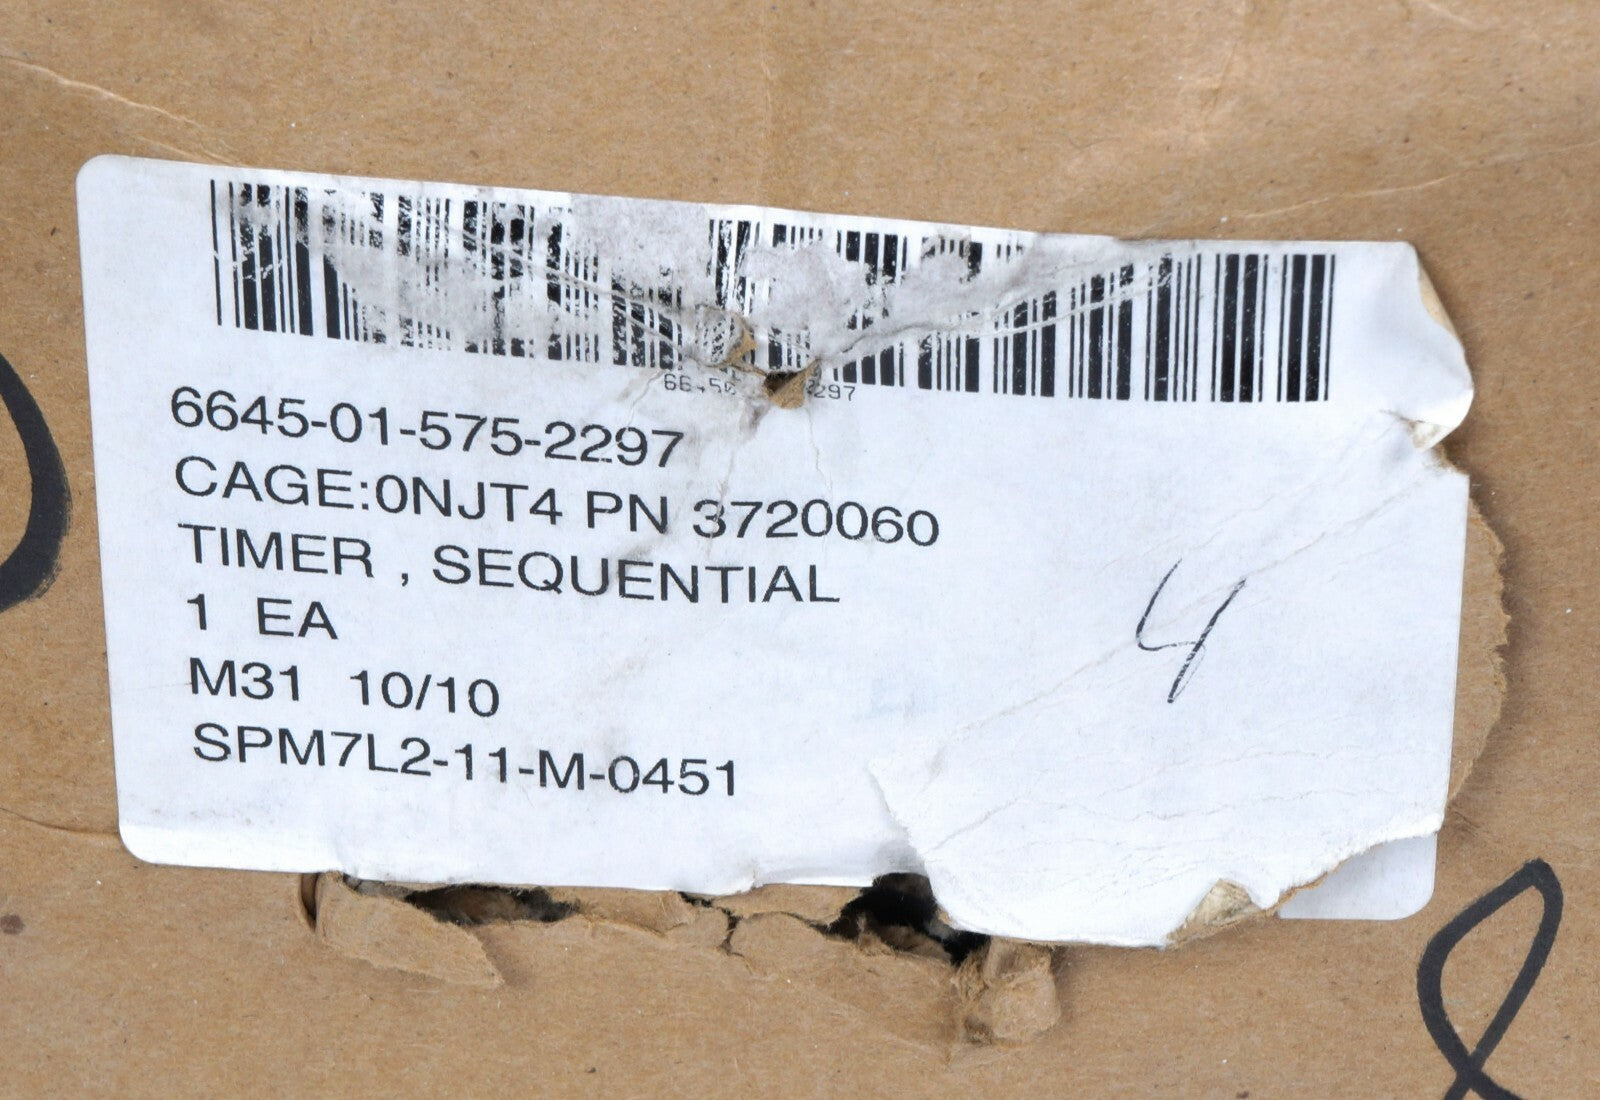 6645-01-575-2297
CAGE:0NJT4 PN 3720060
TIMER , SEQUENTIAL
1 EA
M31 10/10
SPM7L2-11-M-0451
4